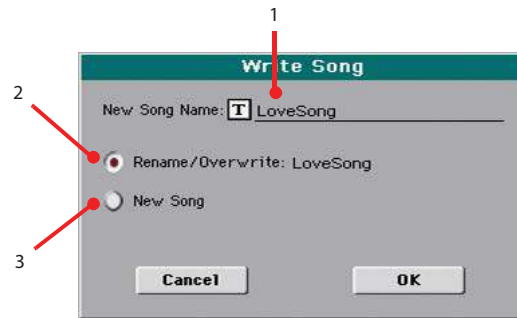 1
Write Song
2
New Song Name: T LoveSong
Rename/Overwrite: LoveSong
New Song
3
Cancel OK